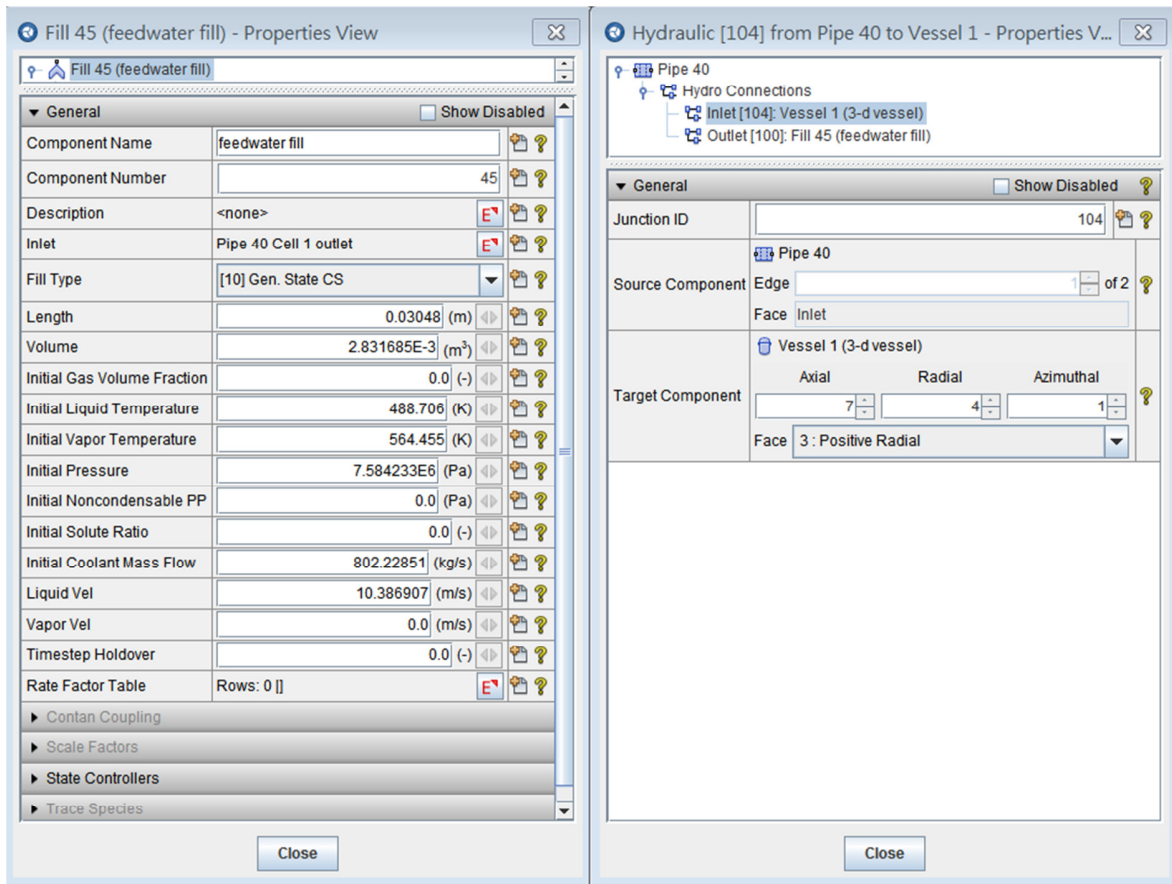 Fill 45 (feedwater fill) - Properties View
Fill 45 (feedwater fill)
General
Show Disabled
Component Name
feedwater fill
Component Number
45
Description
<none>
E
Inlet
Pipe 40 Cell 1 outlet
E
Fill Type
[10] Gen. State CS
Length
0.03048 (m)
Volume
2.831685E-3 (m³)
Initial Gas Volume Fraction
0.0 (-)
Initial Liquid Temperature
488.706 (K)
Initial Vapor Temperature
564.455 (K)
Initial Pressure
7.584233E6 (Pa)
Initial Noncondensable PP
0.0 (Pa)
Initial Solute Ratio
0.0 (-)
Initial Coolant Mass Flow
802.22851 (kg/s)
Liquid Vel
10.386907 (m/s)
Vapor Vel
0.0 (m/s)
Timestep Holdover
0.0 (-)
Rate Factor Table
Rows: 0 []
E
Contan Coupling
Scale Factors
State Controllers
Trace Species
Close
Hydraulic [104] from Pipe 40 to Vessel 1 - Properties V...
Pipe 40
Hydro Connections
Inlet [104]: Vessel 1 (3-d vessel)
Outlet [100]: Fill 45 (feedwater fill)
General
Show Disabled
?
Junction ID
104
?
Source Component
Pipe 40
Edge
1
of 2
?
Face
Inlet
Target Component
Vessel 1 (3-d vessel)
Axial Radial Azimuthal
7 4 1
?
Face
3 : Positive Radial
Close